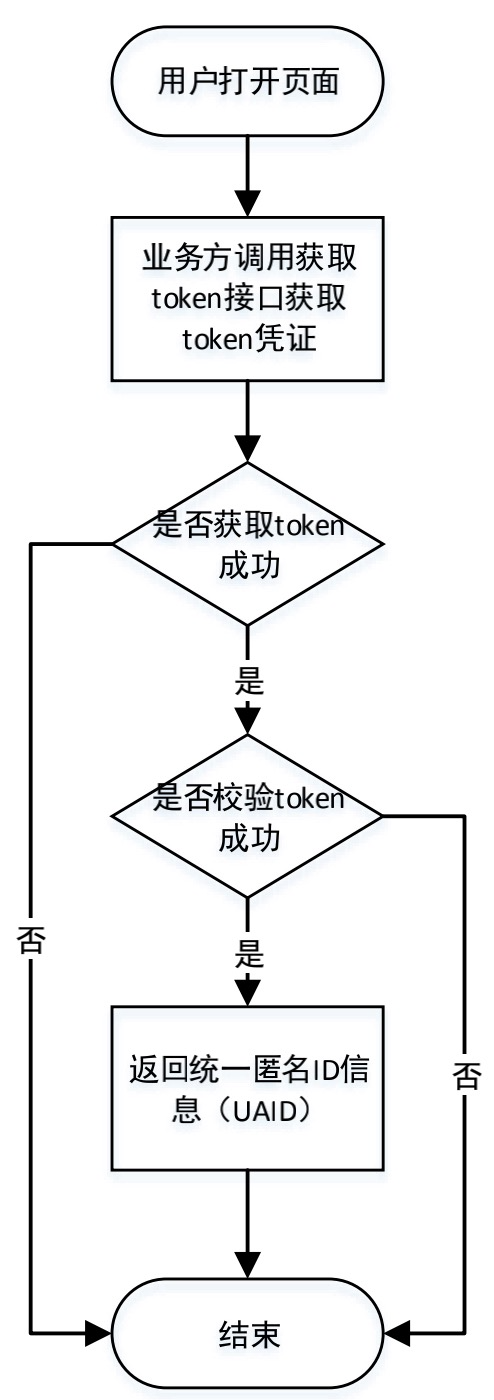 用户打开页面
业务方调用获取
token接口获取
token凭证
是否获取token
成功
是
是否校验token
成功
否
是
返回统一匿名ID信
息（UAID）
否
结束